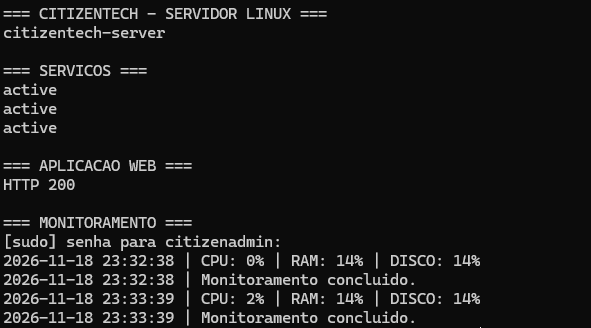 === CITIZENTECH - SERVIDOR LINUX ===
citizentech-server
=== SERVICOS ===
active
active
active
=== APLICACAO WEB ===
HTTP 200
=== MONITORAMENTO ===
[sudo] senha para citizenadmin:
2026-11-18 23:32:38 | CPU: 0% | RAM: 14% | DISCO: 14%
2026-11-18 23:32:38 | Monitoramento concluido.
2026-11-18 23:33:39 | CPU: 2% | RAM: 14% | DISCO: 14%
2026-11-18 23:33:39 | Monitoramento concluido.